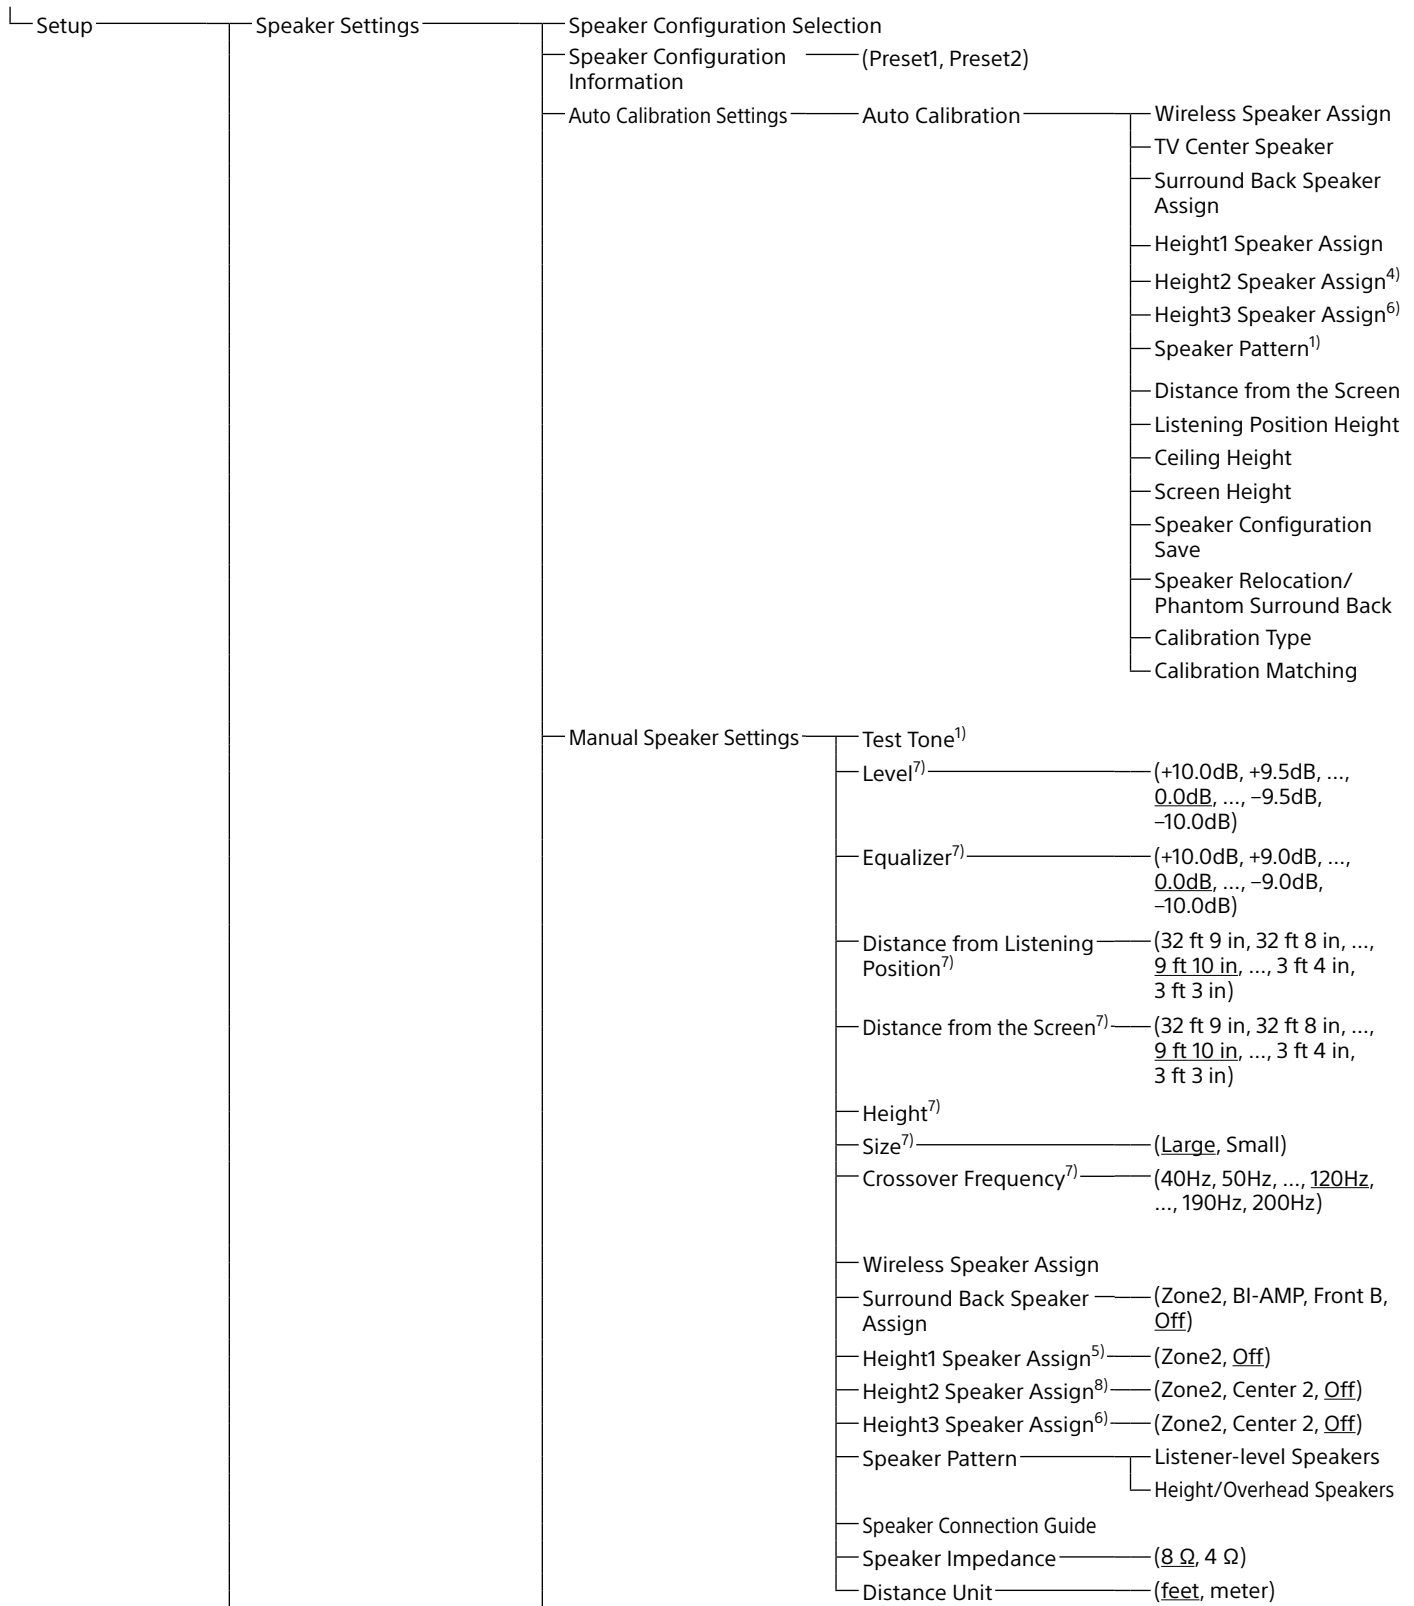 Setup
Speaker Settings
Speaker Configuration Selection
Speaker Configuration
Information
(Preset1, Preset2)
Auto Calibration Settings
Auto Calibration
Wireless Speaker Assign
TV Center Speaker
Surround Back Speaker
Assign
Height1 Speaker Assign
Height2 Speaker Assign4)
Height3 Speaker Assign6)
Speaker Pattern1)
Distance from the Screen
Listening Position Height
Ceiling Height
Screen Height
Speaker Configuration
Save
Speaker Relocation/
Phantom Surround Back
Calibration Type
Calibration Matching
Manual Speaker Settings
Test Tone1)
Level7)
(+10.0dB, +9.5dB, ...,
0.0dB, ..., –9.5dB,
–10.0dB)
Equalizer7)
(+10.0dB, +9.0dB, ...,
0.0dB, ..., –9.0dB,
–10.0dB)
Distance from Listening
Position7)
(32 ft 9 in, 32 ft 8 in, ...,
9 ft 10 in, ..., 3 ft 4 in,
3 ft 3 in)
Distance from the Screen7)
(32 ft 9 in, 32 ft 8 in, ...,
9 ft 10 in, ..., 3 ft 4 in,
3 ft 3 in)
Height7)
Size7)
(Large, Small)
Crossover Frequency7)
(40Hz, 50Hz, ..., 120Hz,
..., 190Hz, 200Hz)
Wireless Speaker Assign
Surround Back Speaker
Assign
(Zone2, BI-AMP, Front B,
Off)
Height1 Speaker Assign5)
(Zone2, Off)
Height2 Speaker Assign8)
(Zone2, Center 2, Off)
Height3 Speaker Assign6)
(Zone2, Center 2, Off)
Speaker Pattern
Listener-level Speakers
Height/Overhead Speakers
Speaker Connection Guide
Speaker Impedance
(8 Ω, 4 Ω)
Distance Unit
(feet, meter)